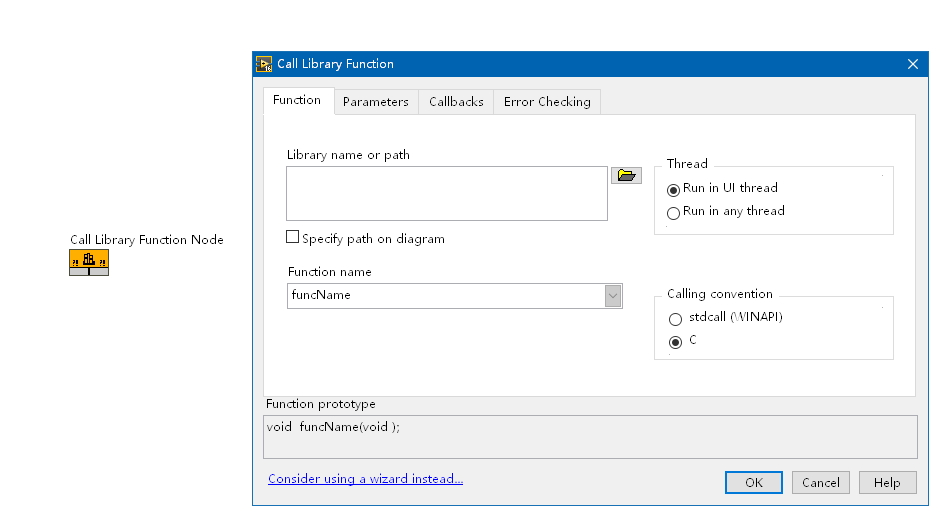 Call Library Function
Function
Parameters
Callbacks
Error Checking
Library name or path
Thread
Run in UI thread
Run in any thread
Call Library Function Node
?! ?!
Specify path on diagram
Function name
funcName
Calling convention
stdcall (WINAPI)
C
Function prototype
void funcName(void );
Consider using a wizard instead...
OK
Cancel
Help